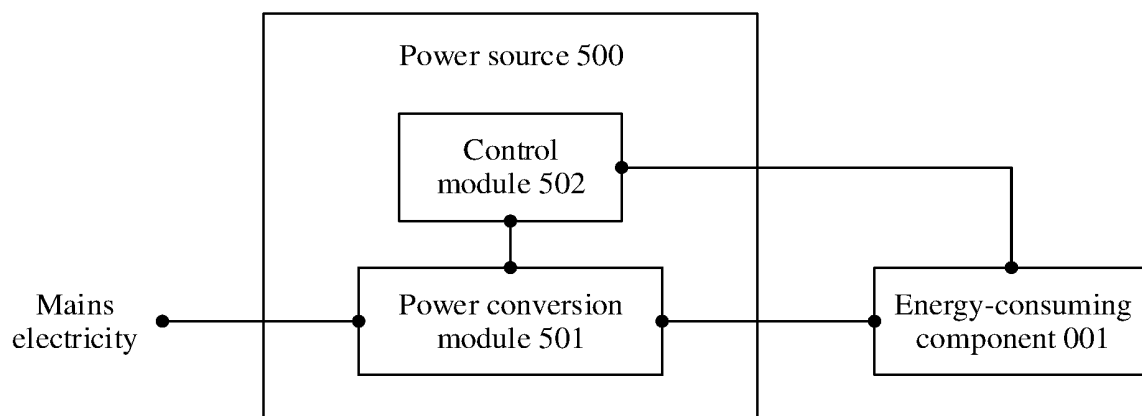 Power source 500
Control
module 502
Mains
electricity
Power conversion
module 501
Energy-consuming
component 001